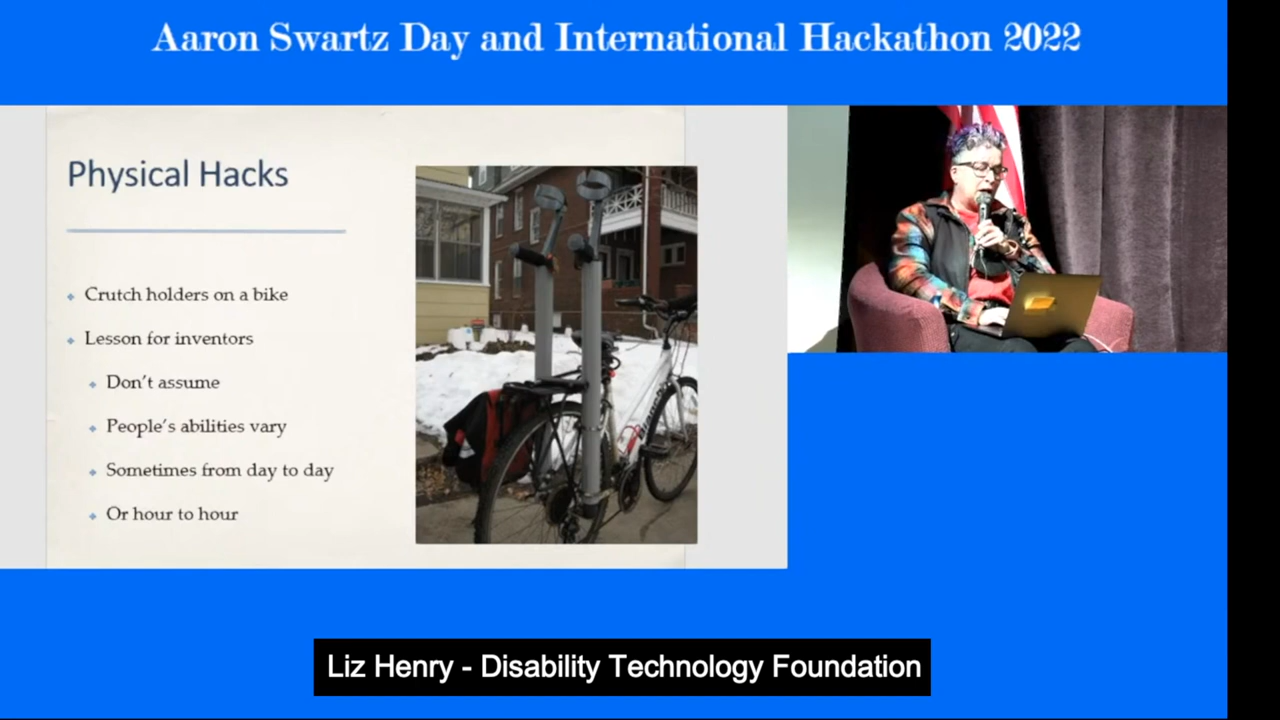 Aaron Swartz Day and International Hackathon 2022
Physical Hacks
Crutch holders on a bike
Lesson for inventors
Don't assume
People's abilities vary
Sometimes from day to day
Or hour to hour
Liz Henry - Disability Technology Foundation